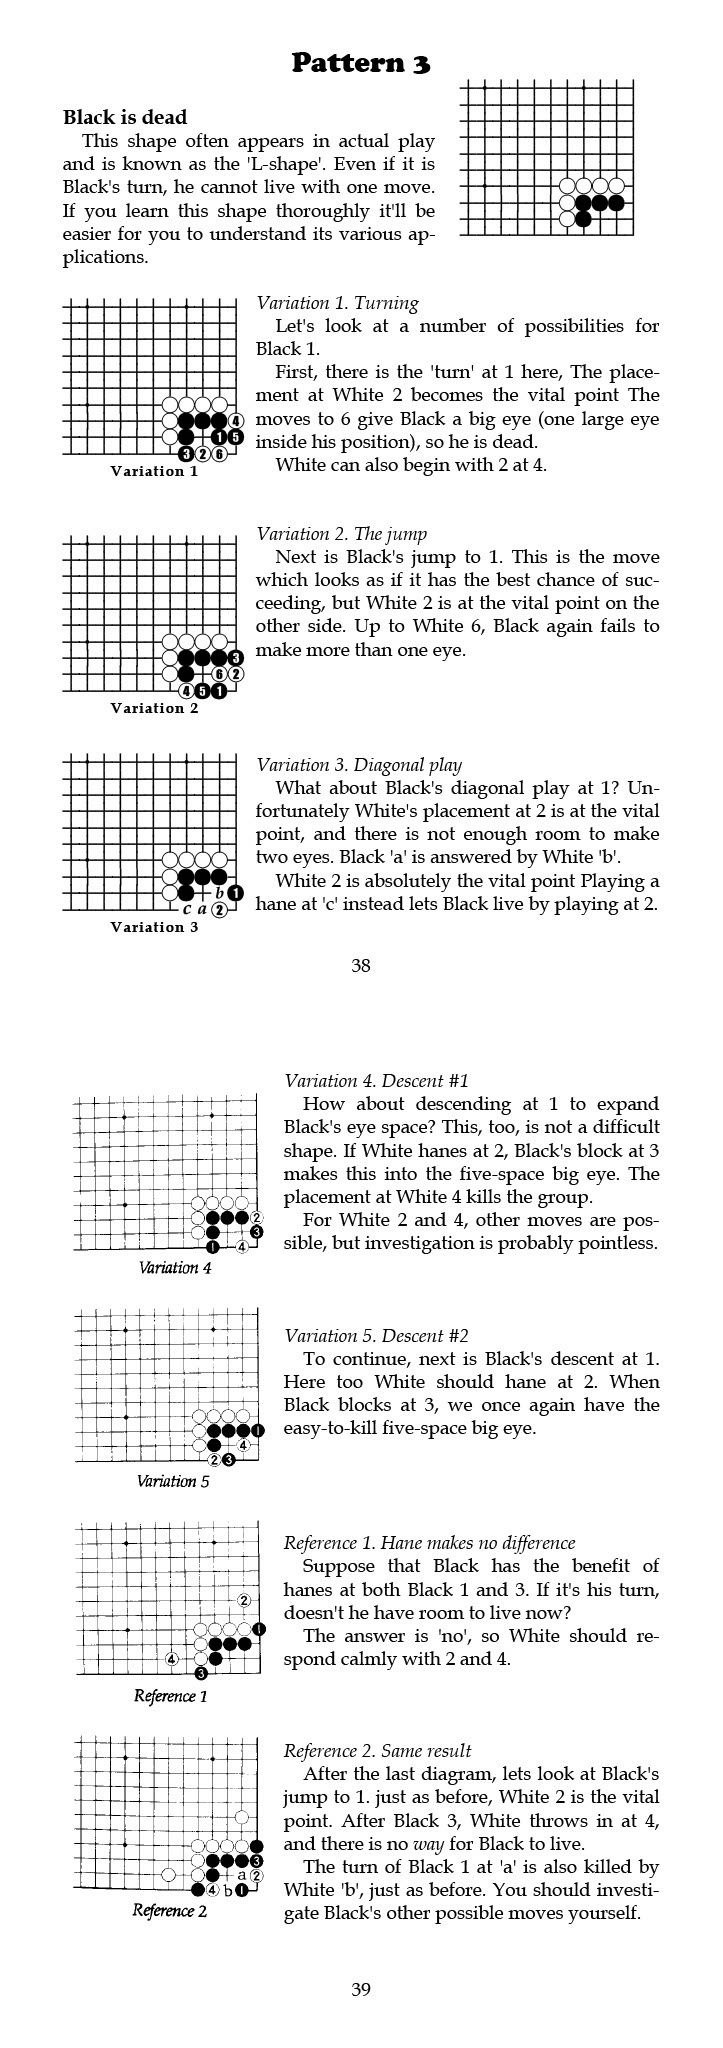 Pattern 3
Black is dead
This shape often appears in actual play
and is known as the 'L-shape'. Even if it is
Black's turn, he cannot live with one move.
If you learn this shape thoroughly it'll be
easier for you to understand its various ap-
plications.
Variation 1. Turning
Let's look at a number of possibilities for
Black 1.
First, there is the 'turn' at 1 here, The place-
ment at White 2 becomes the vital point The
moves to 6 give Black a big eye (one large eye
inside his position), so he is dead.
White can also begin with 2 at 4.
4
1 5
3 2 6
Variation 1
Variation 2. The jump
Next is Black's jump to 1. This is the move
which looks as if it has the best chance of suc-
ceeding, but White 2 is at the vital point on the
other side. Up to White 6, Black again fails to
make more than one eye.
3
6 2
4 5 1
Variation 2
Variation 3. Diagonal play
What about Black's diagonal play at 1? Un-
fortunately White's placement at 2 is at the vital
point, and there is not enough room to make
two eyes. Black 'a' is answered by White 'b'.
White 2 is absolutely the vital point Playing a
hane at 'c' instead lets Black live by playing at 2.
b 1
c a 2
Variation 3
38
Variation 4. Descent #1
How about descending at 1 to expand
Black's eye space? This, too, is not a difficult
shape. If White hanes at 2, Black's block at 3
makes this into the five-space big eye. The
placement at White 4 kills the group.
For White 2 and 4, other moves are pos-
sible, but investigation is probably pointless.
2
3
1 4
Variation 4
Variation 5. Descent #2
To continue, next is Black's descent at 1.
Here too White should hane at 2. When
Black blocks at 3, we once again have the
easy-to-kill five-space big eye.
1
4
2 3
Variation 5
Reference 1. Hane makes no difference
Suppose that Black has the benefit of
hanes at both Black 1 and 3. If it's his turn,
doesn't he have room to live now?
The answer is 'no', so White should re-
spond calmly with 2 and 4.
2
1
4
3
Reference 1
Reference 2. Same result
After the last diagram, lets look at Black's
jump to 1. just as before, White 2 is the vital
point. After Black 3, White throws in at 4,
and there is no way for Black to live.
The turn of Black 1 at 'a' is also killed by
White 'b', just as before. You should investi-
gate Black's other possible moves yourself.
3
a 2
4 b 1
Reference 2
39